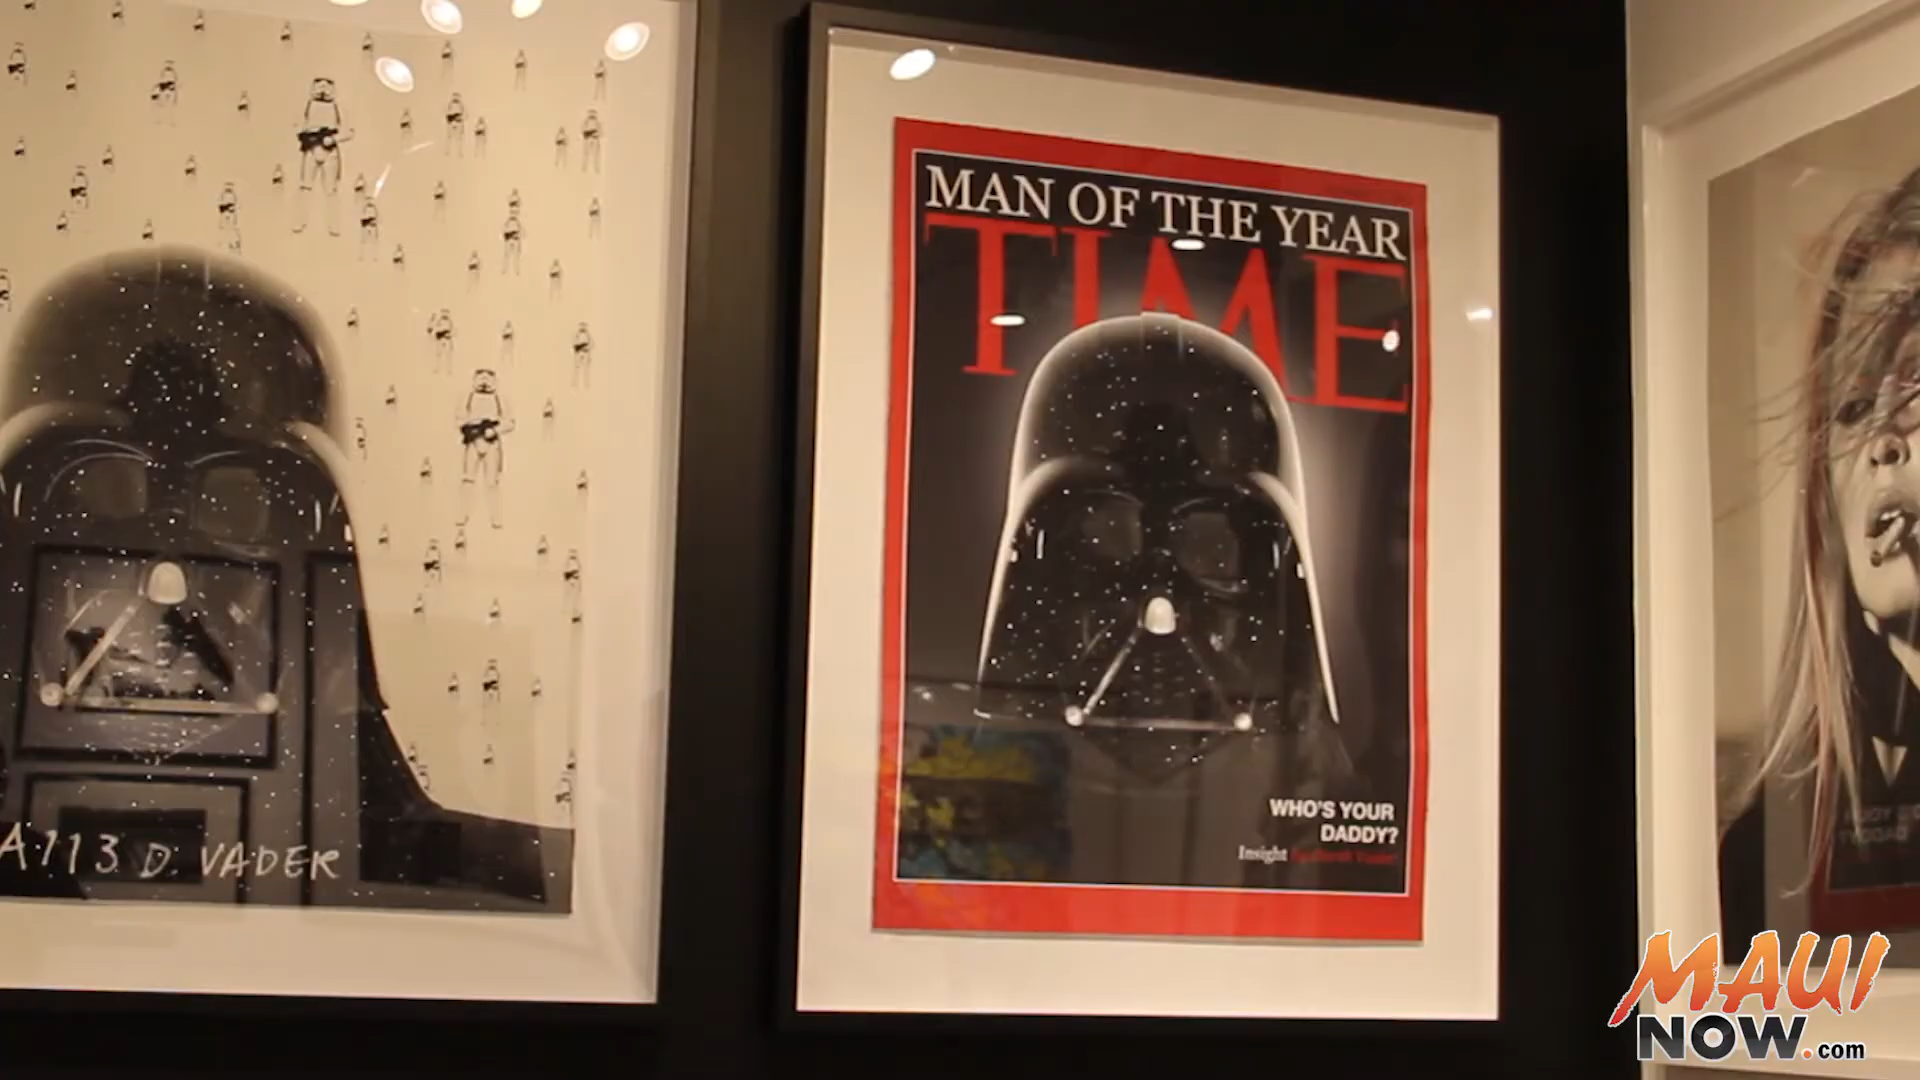 A113 D. VADER
MAN OF THE YEAR
TIME
WHO'S YOUR
DADDY?
Insight
MAUI
NOW.com